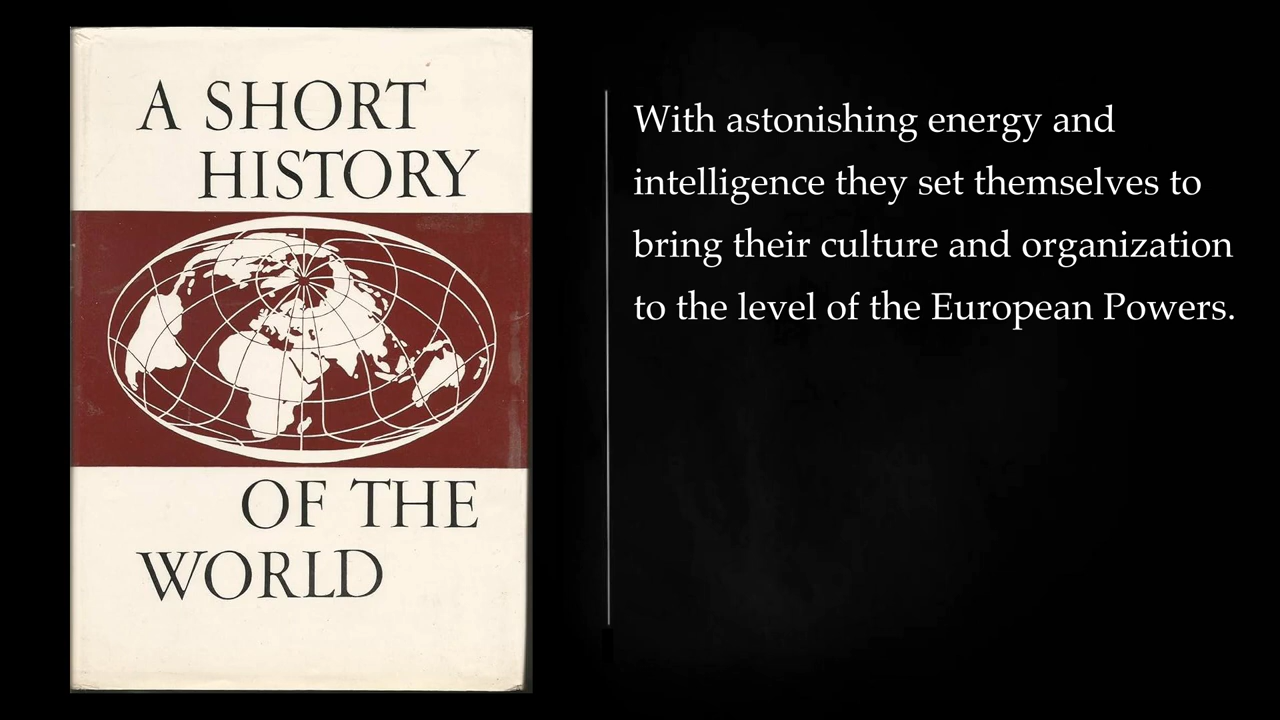 A SHORT
HISTORY
OF THE
WORLD
With astonishing energy and
intelligence they set themselves to
bring their culture and organization
to the level of the European Powers.